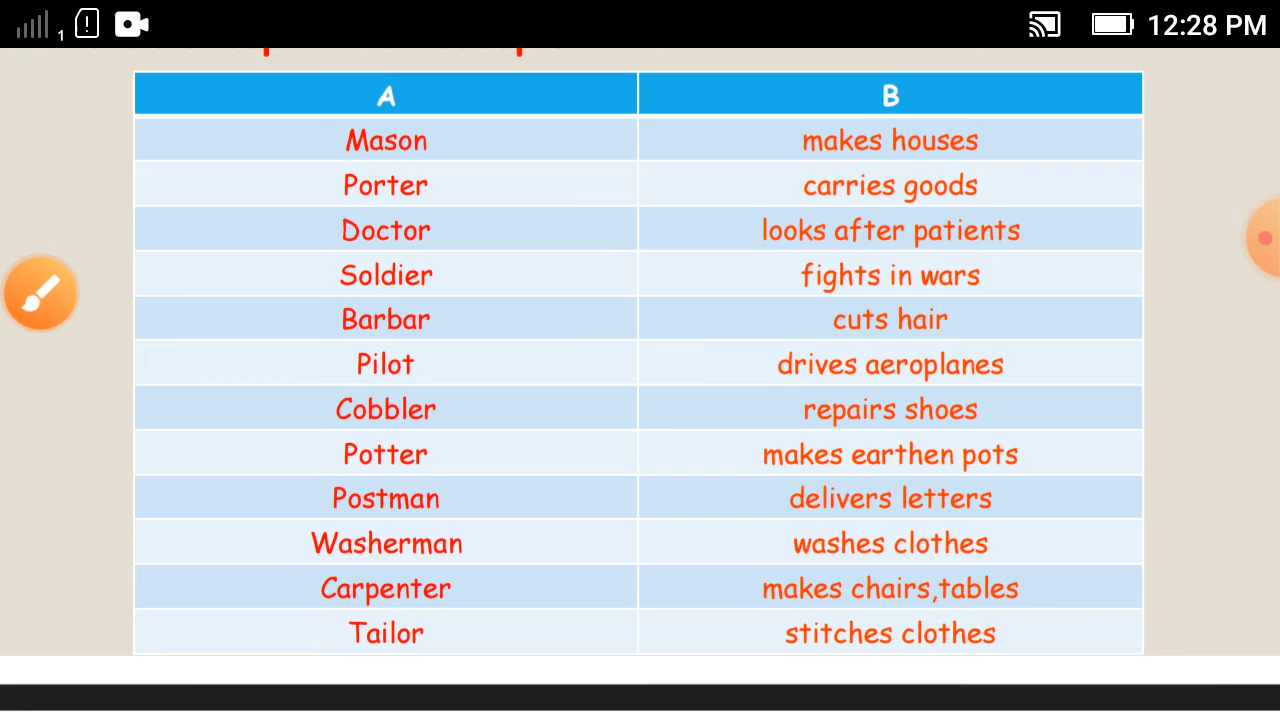 1 12:28 PM
A B
Mason makes houses
Porter carries goods
Doctor looks after patients
Soldier fights in wars
Barbar cuts hair
Pilot drives aeroplanes
Cobbler repairs shoes
Potter makes earthen pots
Postman delivers letters
Washerman washes clothes
Carpenter makes chairs,tables
Tailor stitches clothes